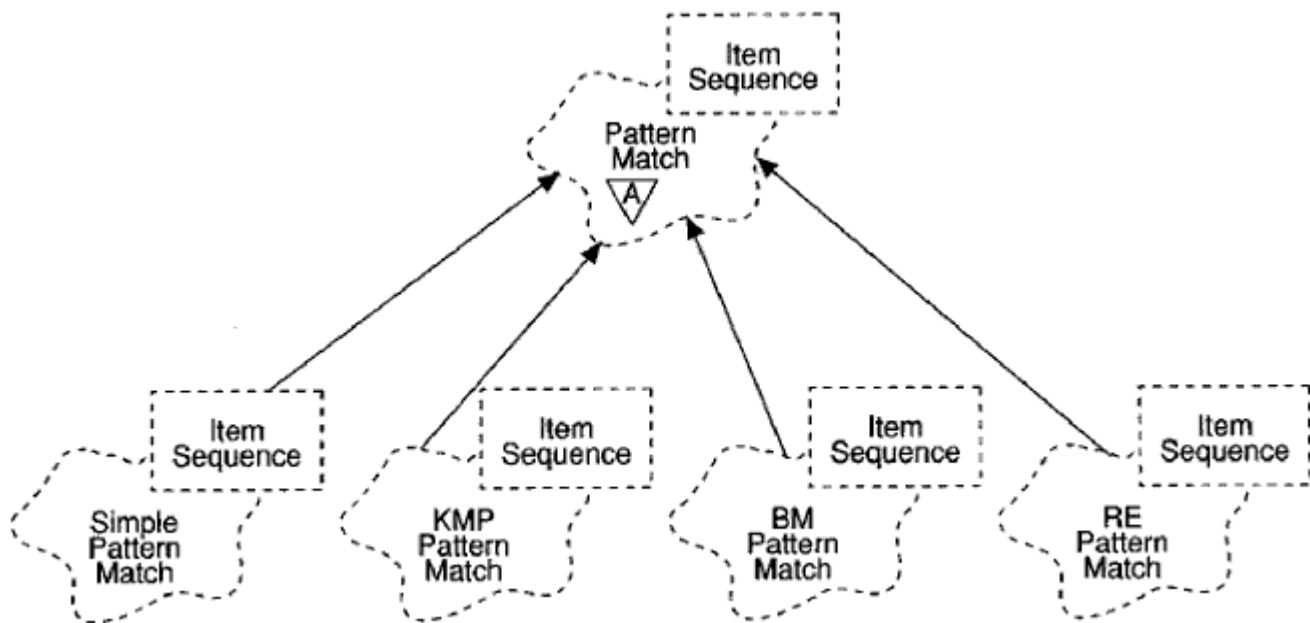 Item
Sequence
Pattern
Match
A
Item
Sequence
Simple
Pattern
Match
Item
Sequence
KMP
Pattern
Match
Item
Sequence
BM
Pattern
Match
Item
Sequence
RE
Pattern
Match